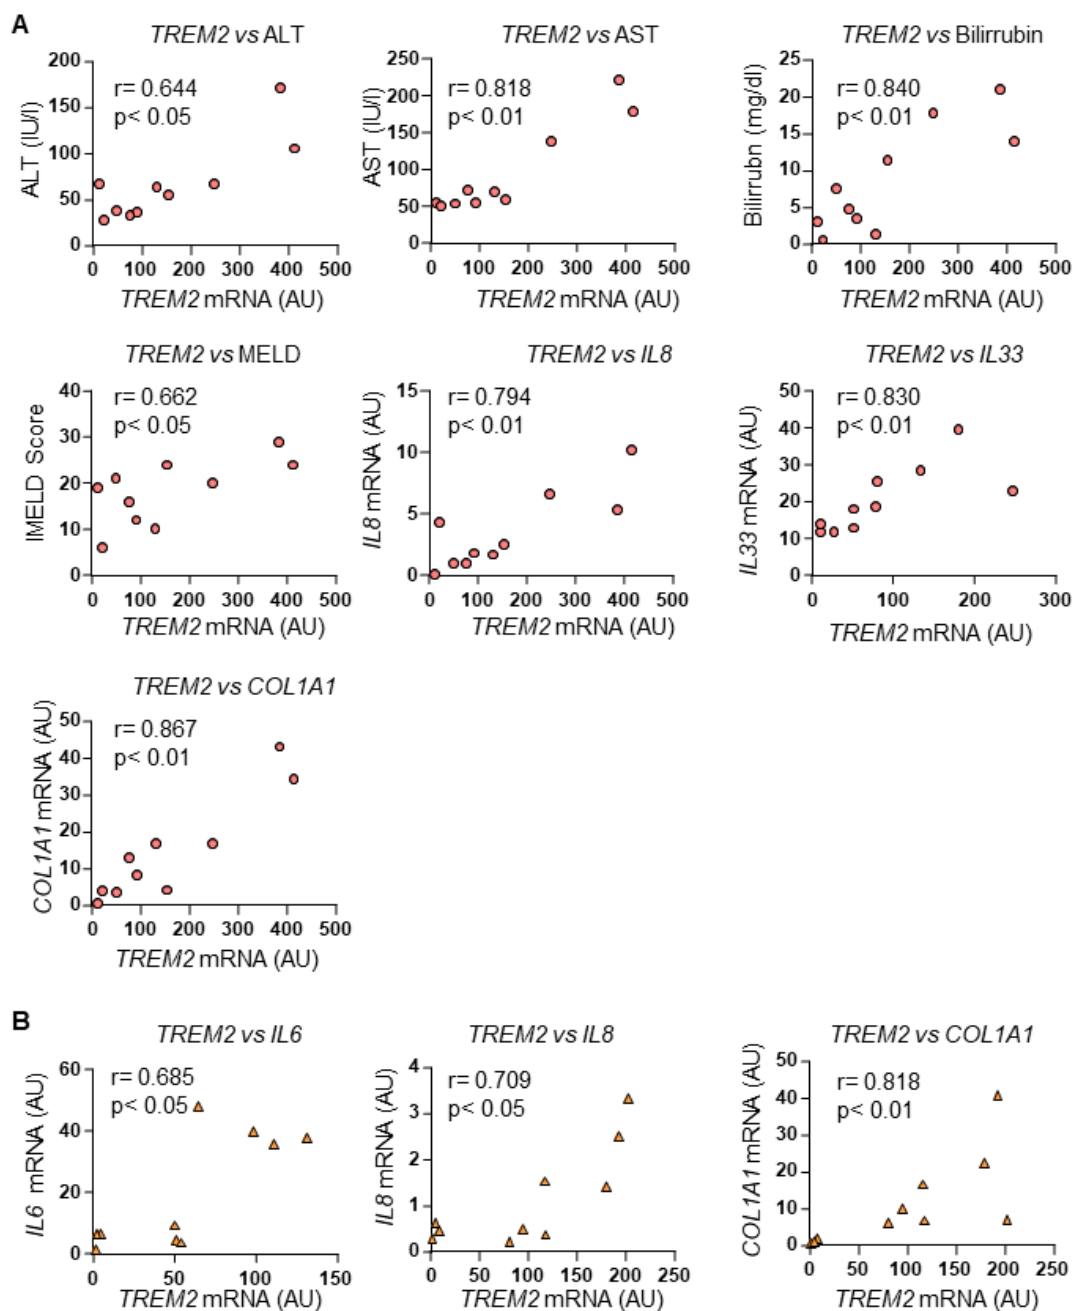 A
TREM2 vs ALT
r= 0.644
p< 0.05
ALT (IU/l)
200
150
100
50
0
0 100 200 300 400 500
TREM2 mRNA (AU)
TREM2 vs AST
r= 0.818
p< 0.01
AST (IU/l)
250
200
150
100
50
0
0 100 200 300 400 500
TREM2 mRNA (AU)
TREM2 vs Bilirrubin
r= 0.840
p< 0.01
Bilirrubn (mg/dl)
25
20
15
10
5
0
0 100 200 300 400 500
TREM2 mRNA (AU)
TREM2 vs MELD
r= 0.662
p< 0.05
IMELD Score
40
30
20
10
0
0 100 200 300 400 500
TREM2 mRNA (AU)
TREM2 vs IL8
r= 0.794
p< 0.01
IL8 mRNA (AU)
15
10
5
0
0 100 200 300 400 500
TREM2 mRNA (AU)
TREM2 vs IL33
r= 0.830
p< 0.01
IL33 mRNA (AU)
50
40
30
20
10
0
0 100 200 300
TREM2 mRNA (AU)
TREM2 vs COL1A1
r= 0.867
p< 0.01
COL1A1 mRNA (AU)
50
40
30
20
10
0
0 100 200 300 400 500
TREM2 mRNA (AU)
B
TREM2 vs IL6
r= 0.685
p< 0.05
IL6 mRNA (AU)
60
40
20
0
0 50 100 150
TREM2 mRNA (AU)
TREM2 vs IL8
r= 0.709
p< 0.05
IL8 mRNA (AU)
4
3
2
1
0
0 50 100 150 200 250
TREM2 mRNA (AU)
TREM2 vs COL1A1
r= 0.818
p< 0.01
COL1A1 mRNA (AU)
50
40
30
20
10
0
0 50 100 150 200 250
TREM2 mRNA (AU)